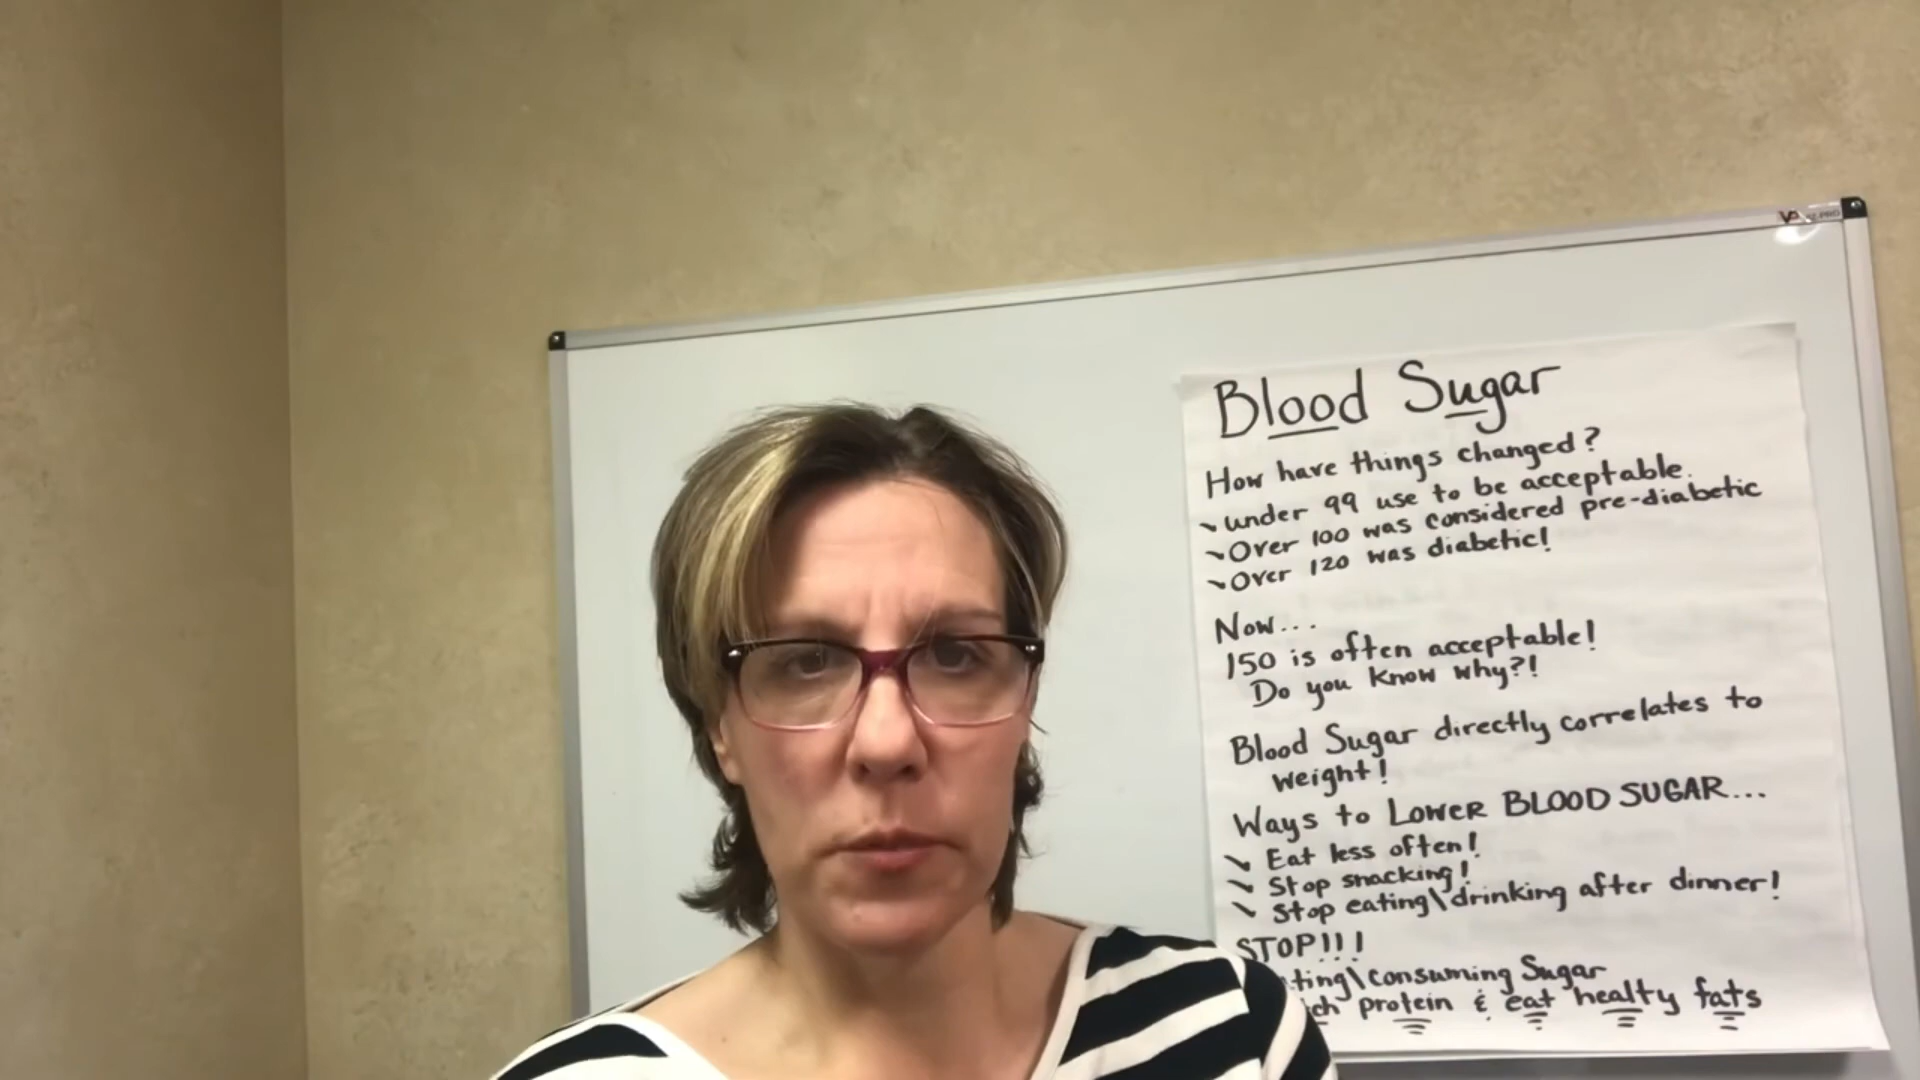 Blood Sugar
How have things changed?
under 99 use to be acceptable.
Over 100 was considered pre-diabetic
Over 120 was diabetic!
Now...
150 is often acceptable!
Do you know why?!
Blood Sugar directly correlates to
weight!
Ways to LOWER BLOOD SUGAR...
Eat less often!
Stop snacking!
Stop eating\drinking after dinner!
STOP!!!
\consuming Sugar
protein & eat healty fats